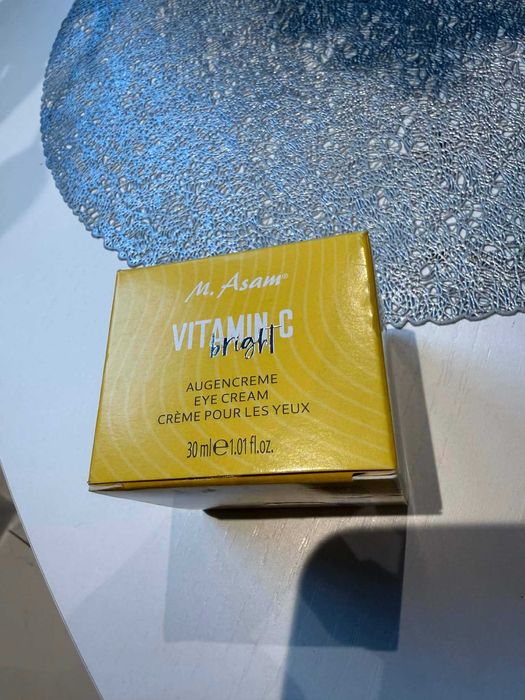 M. Asam®
VITAMIN C
bright
AUGENCREME
EYE CREAM
CRÈME POUR LES YEUX
30 ml ℮ 1.01 fl.oz.